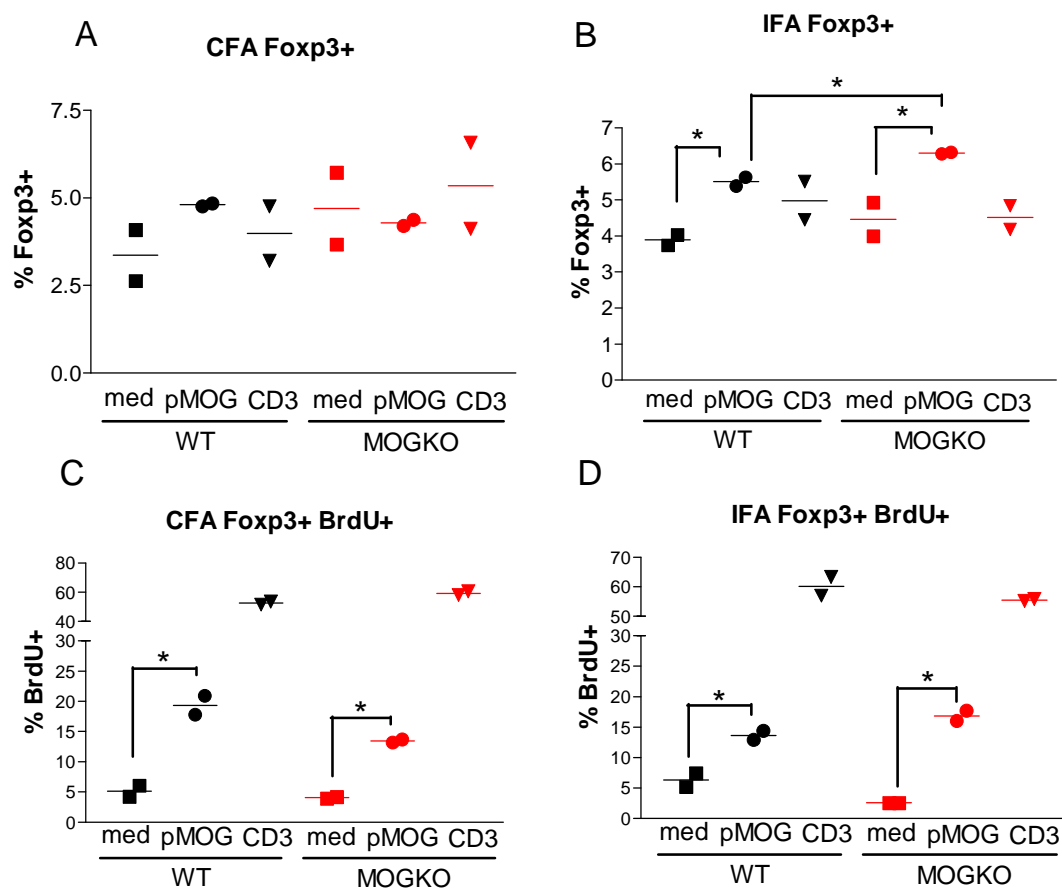 A
CFA Foxp3+
% Foxp3+
7.5
5.0
2.5
0.0
med pMOG CD3 med pMOG CD3
WT MOGKO
B
IFA Foxp3+
% Foxp3+
*
* *
7
6
5
4
3
2
1
0
med pMOG CD3 med pMOG CD3
WT MOGKO
C
CFA Foxp3+ BrdU+
% BrdU+
80
60
40
30
25
20
15
10
5
0
*
*
med pMOG CD3 med pMOG CD3
WT MOGKO
D
IFA Foxp3+ BrdU+
% BrdU+
70
60
50
30
25
20
15
10
5
0
*
*
med pMOG CD3 med pMOG CD3
WT MOGKO